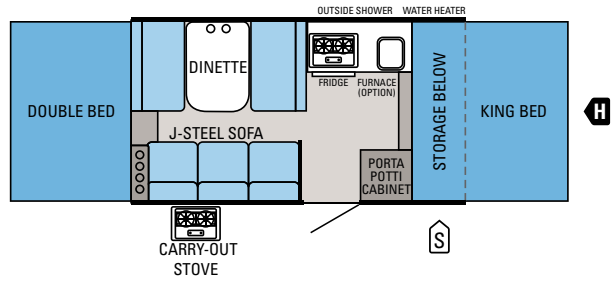 OUTSIDE SHOWER WATER HEATER
DINETTE
FRIDGE FURNACE
(OPTION)
DOUBLE BED
J-STEEL SOFA
STORAGE BELOW
KING BED
H
PORTA
POTTI
CABINET
S
CARRY-OUT
STOVE